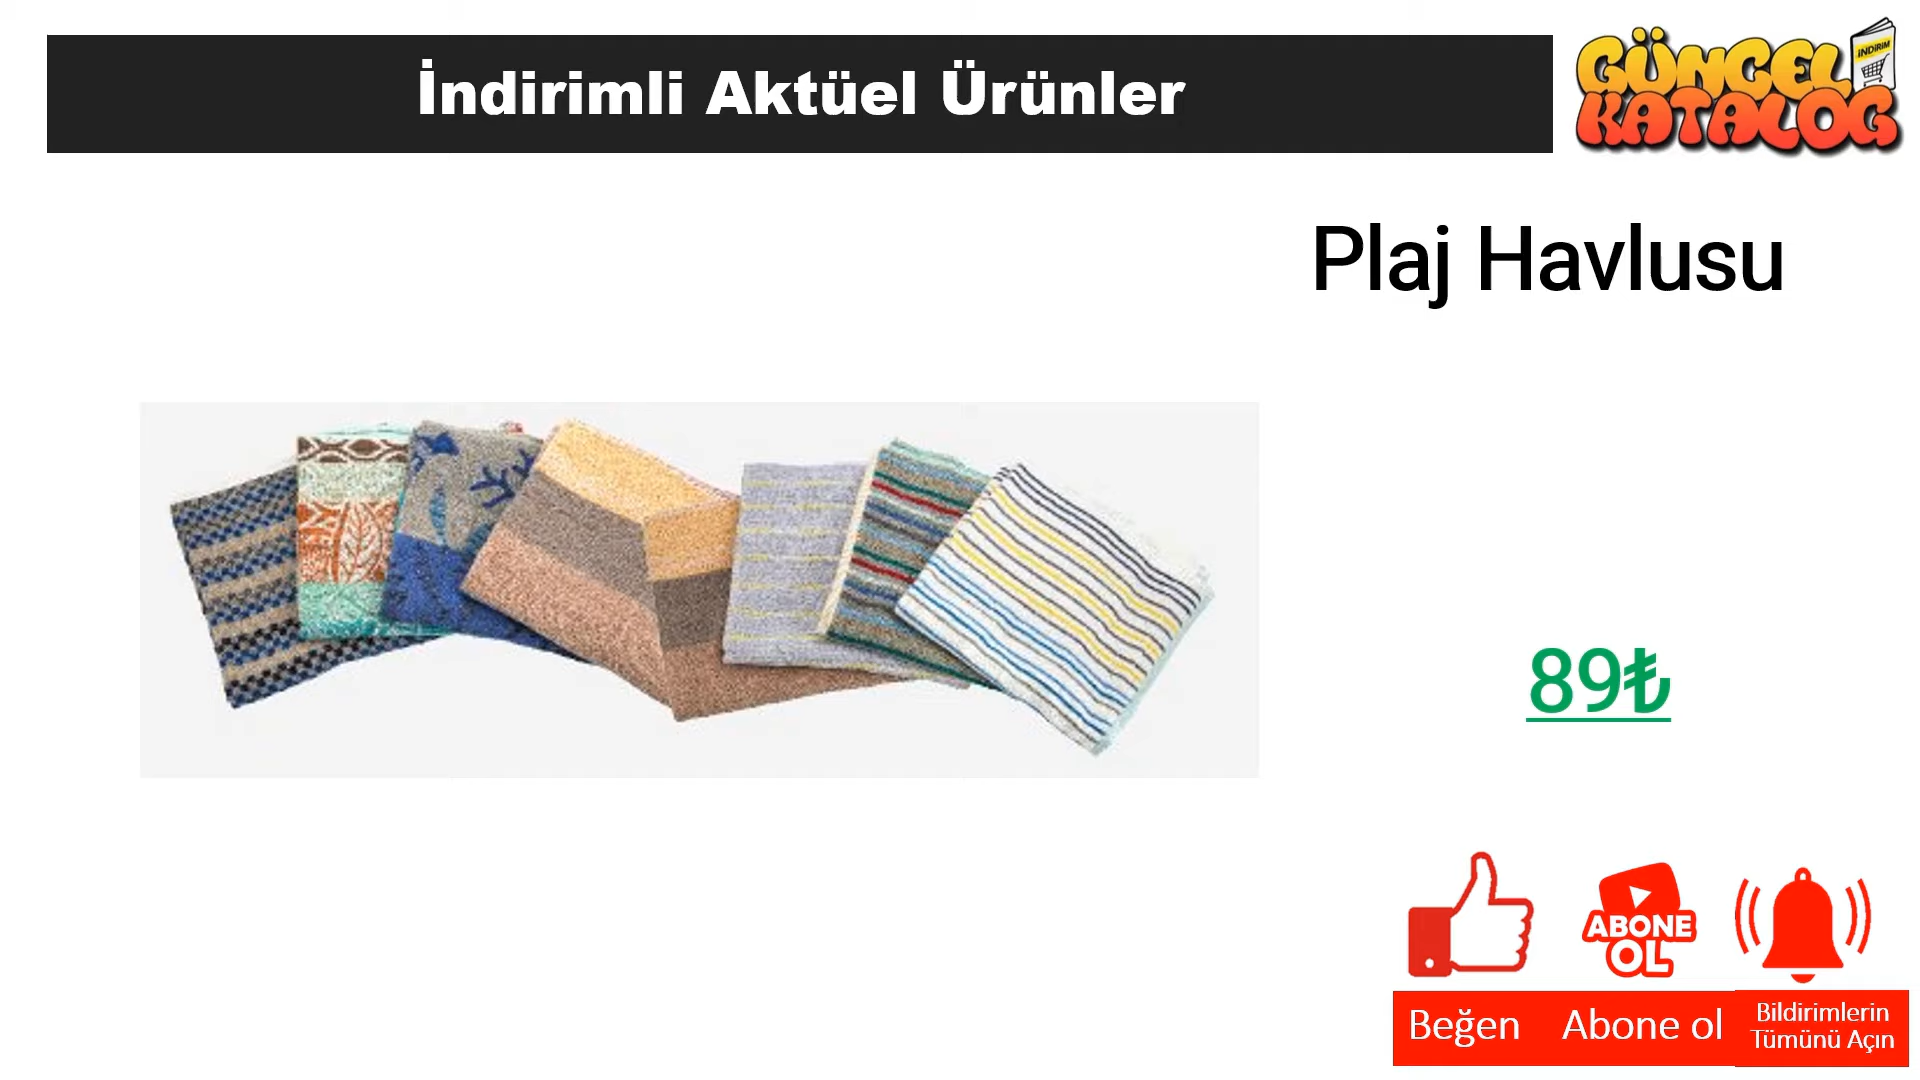 İndirimli Aktüel Ürünler
GÜNCEL
KATALOG
İNDİRİM
Plaj Havlusu
89₺
ABONE
OL
Beğen
Abone ol
Bildirimlerin
Tümünü Açın